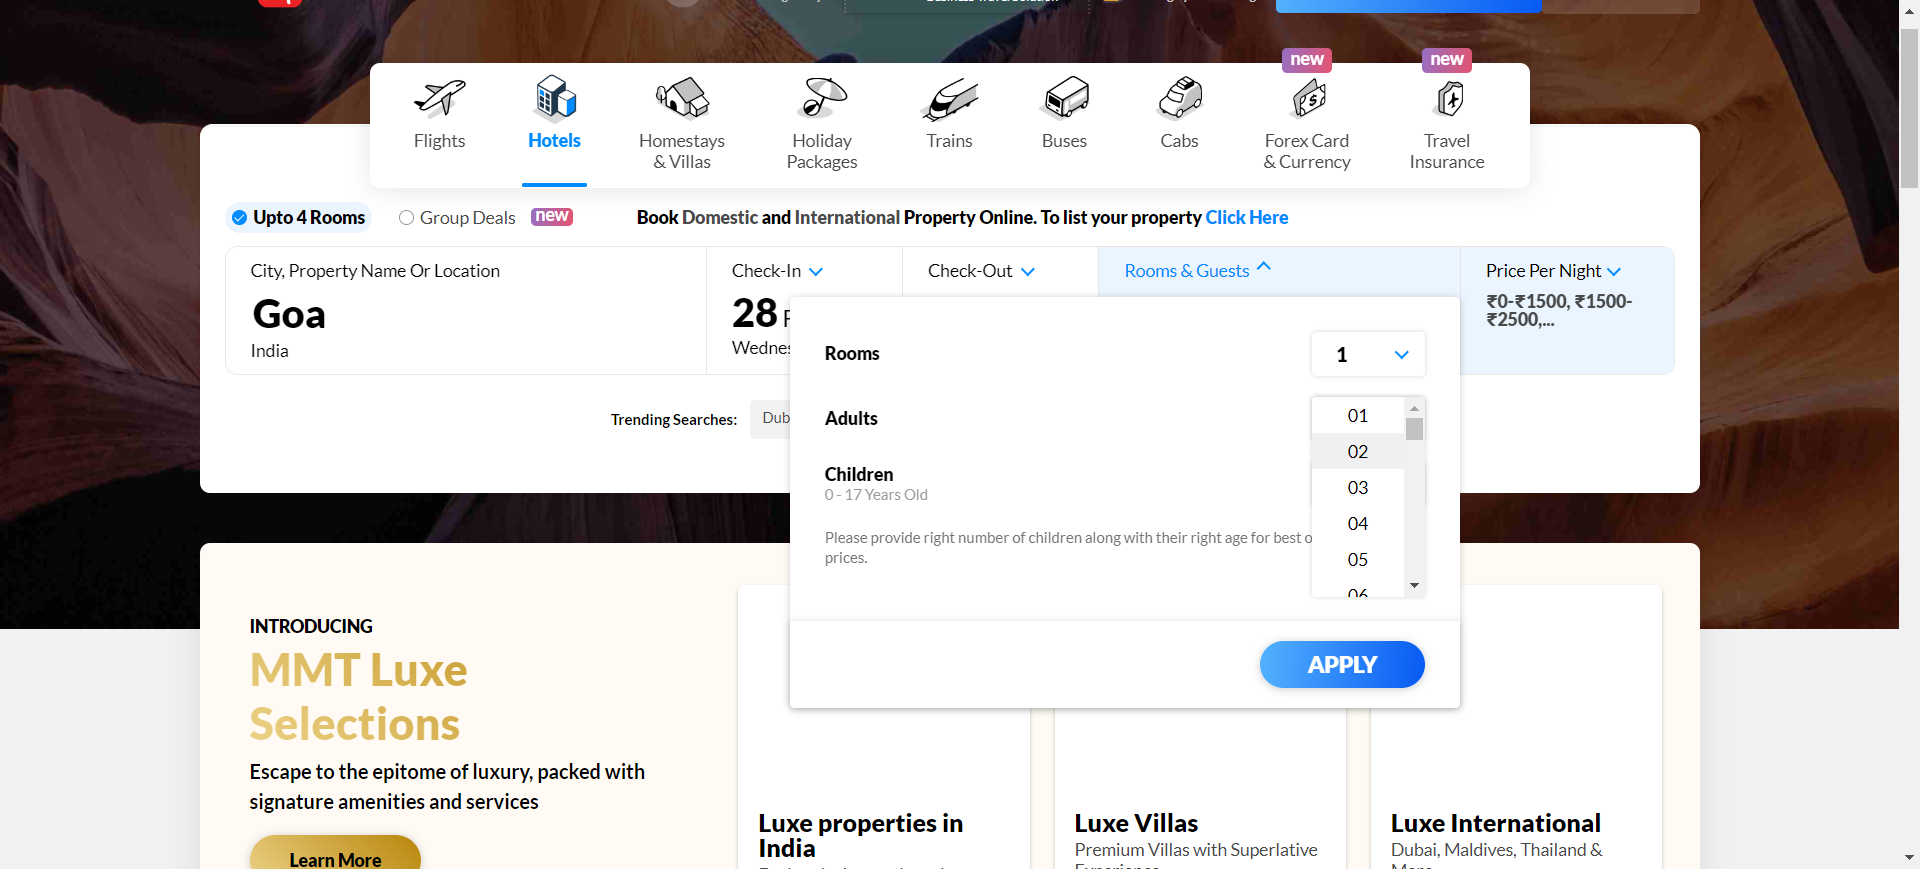 new
new
Flights
Hotels
Homestays
& Villas
Holiday
Packages
Trains
Buses
Cabs
Forex Card
& Currency
Travel
Insurance
Upto 4 Rooms
Group Deals
new
Book Domestic and International Property Online. To list your property Click Here
City, Property Name Or Location
Goa
India
Check-In
28
Check-Out
Rooms & Guests
Price Per Night
₹0-₹1500, ₹1500-
₹2500,...
Rooms
1
Adults
01
02
03
04
05
06
Children
0 - 17 Years Old
Please provide right number of children along with their right age for best
prices.
APPLY
Trending Searches:
INTRODUCING
MMT Luxe
Selections
Escape to the epitome of luxury, packed with
signature amenities and services
Learn More
Luxe properties in
India
Luxe Villas
Premium Villas with Superlative
Luxe International
Dubai, Maldives, Thailand &